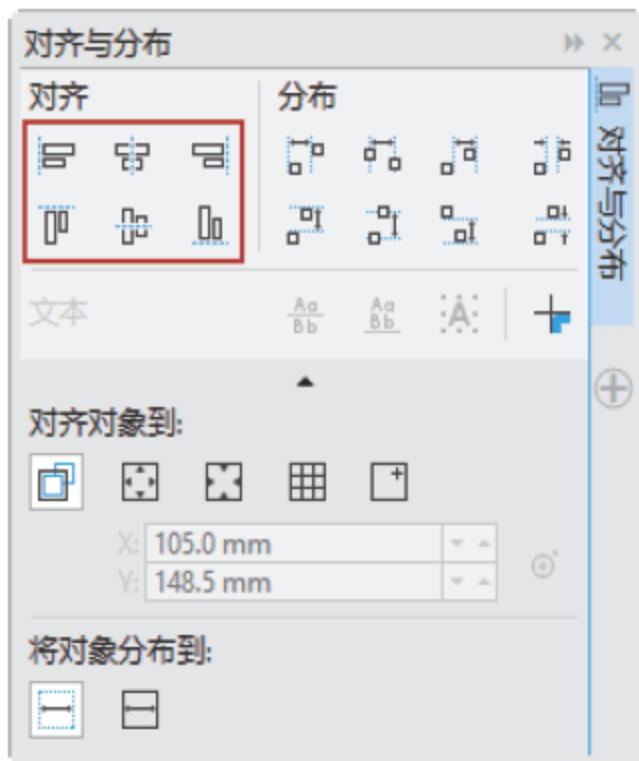 对齐与分布
对齐
分布
对齐与分布
文本
Aa
Bb
Aa
Bb
A
对齐对象到:
X: 105.0 mm
Y: 148.5 mm
将对象分布到: